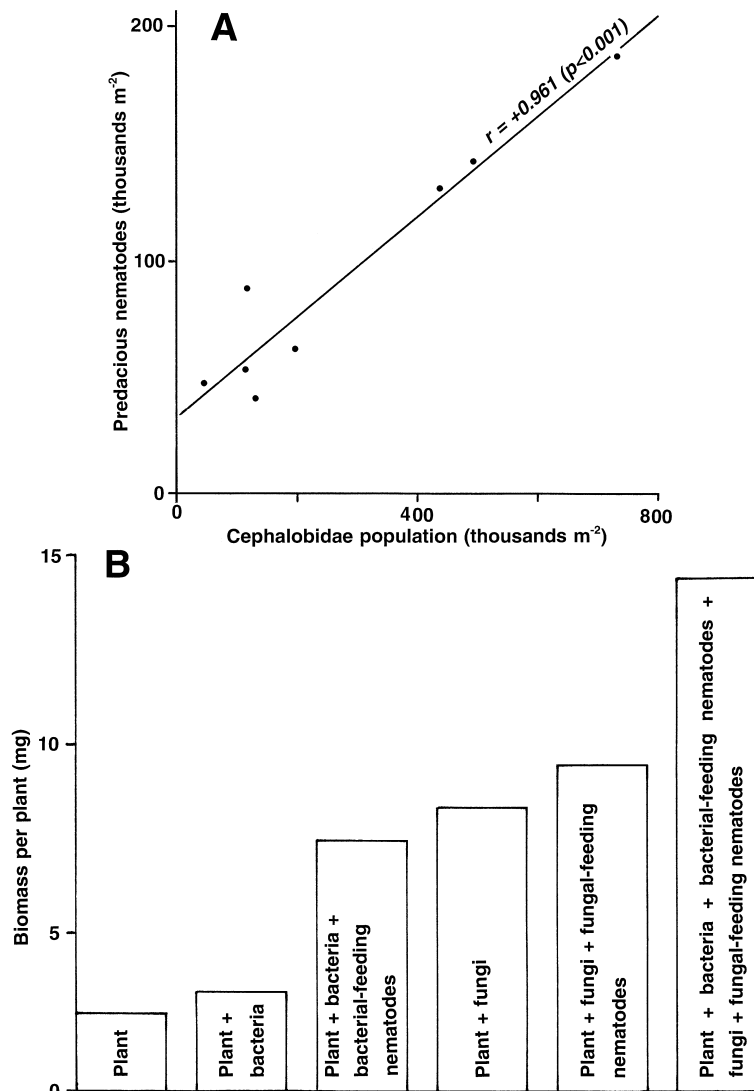 A
200
100
0
Predacious nematodes (thousands m-2)
r = +0.961 (p<0.001)
0
400
800
Cephalobidae population (thousands m-2)
B
15
10
5
0
Biomass per plant (mg)
Plant
Plant +
bacteria
Plant + bacteria +
bacterial-feeding
nematodes
Plant + fungi
Plant + fungi + fungal-feeding
nematodes
Plant + bacteria + bacterial-feeding nematodes +
fungi + fungal-feeding nematodes